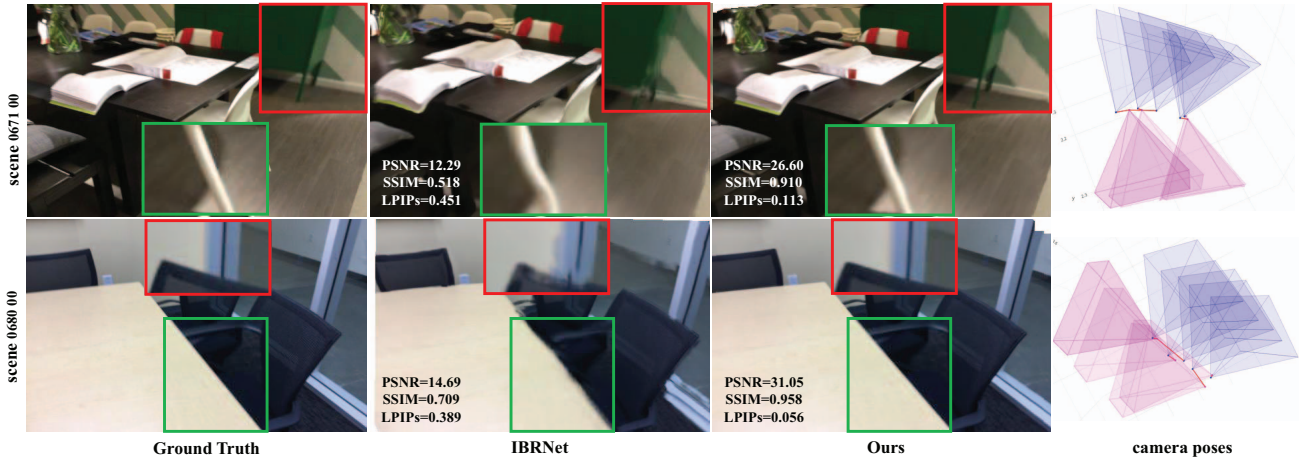 scene 0671 00
PSNR=12.29
SSIM=0.518
LPIPs=0.451
PSNR=26.60
SSIM=0.910
LPIPs=0.113
scene 0680 00
PSNR=14.69
SSIM=0.709
LPIPs=0.389
PSNR=31.05
SSIM=0.958
LPIPs=0.056
Ground Truth
IBRNet
Ours
camera poses